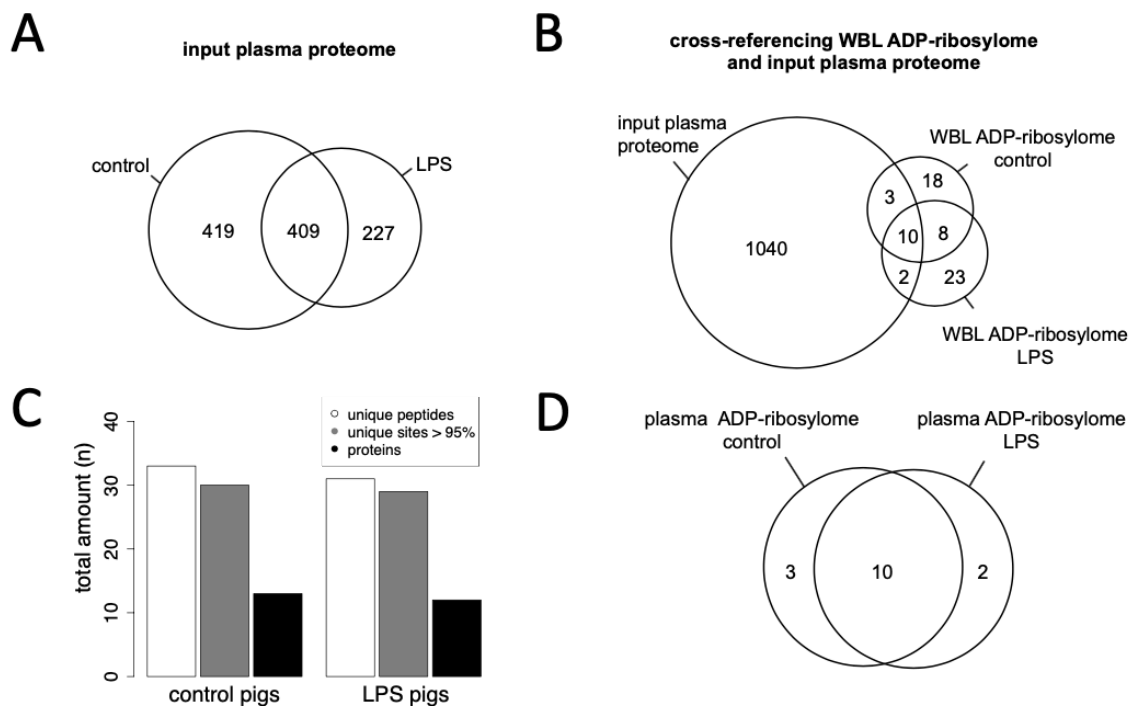 A
input plasma proteome
control
LPS
419
409
227
B
cross-referencing WBL ADP-ribosylome
and input plasma proteome
input plasma
proteome
WBL ADP-ribosylome
control
18
3
1040
10
8
2
23
WBL ADP-ribosylome
LPS
C
total amount (n)
40
30
20
10
0
unique peptides
unique sites > 95%
proteins
control pigs
LPS pigs
D
plasma ADP-ribosylome
control
plasma ADP-ribosylome
LPS
3
10
2